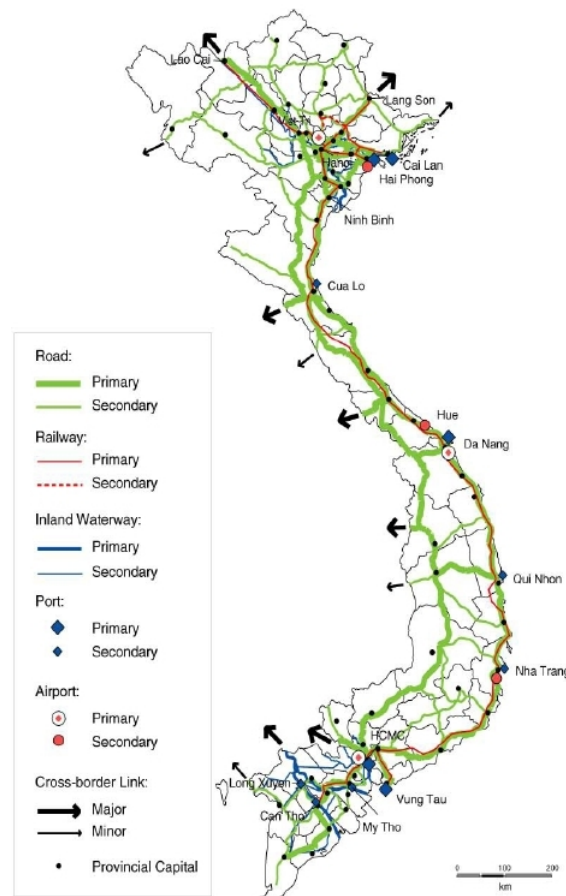 Lao Cai
Lang Son
Viet Tri
Hanoi
Cai Lan
Hai Phong
Ninh Binh
Cua Lo
Road:
Primary
Secondary
Railway:
Primary
Secondary
Inland Waterway:
Primary
Secondary
Port:
Primary
Secondary
Airport:
Primary
Secondary
Cross-border Link:
Major
Minor
Provincial Capital
Hue
Da Nang
Qui Nhon
Nha Trang
HCMC
Long Xuyen
Vung Tau
Can Tho
My Tho
0 100 200
km